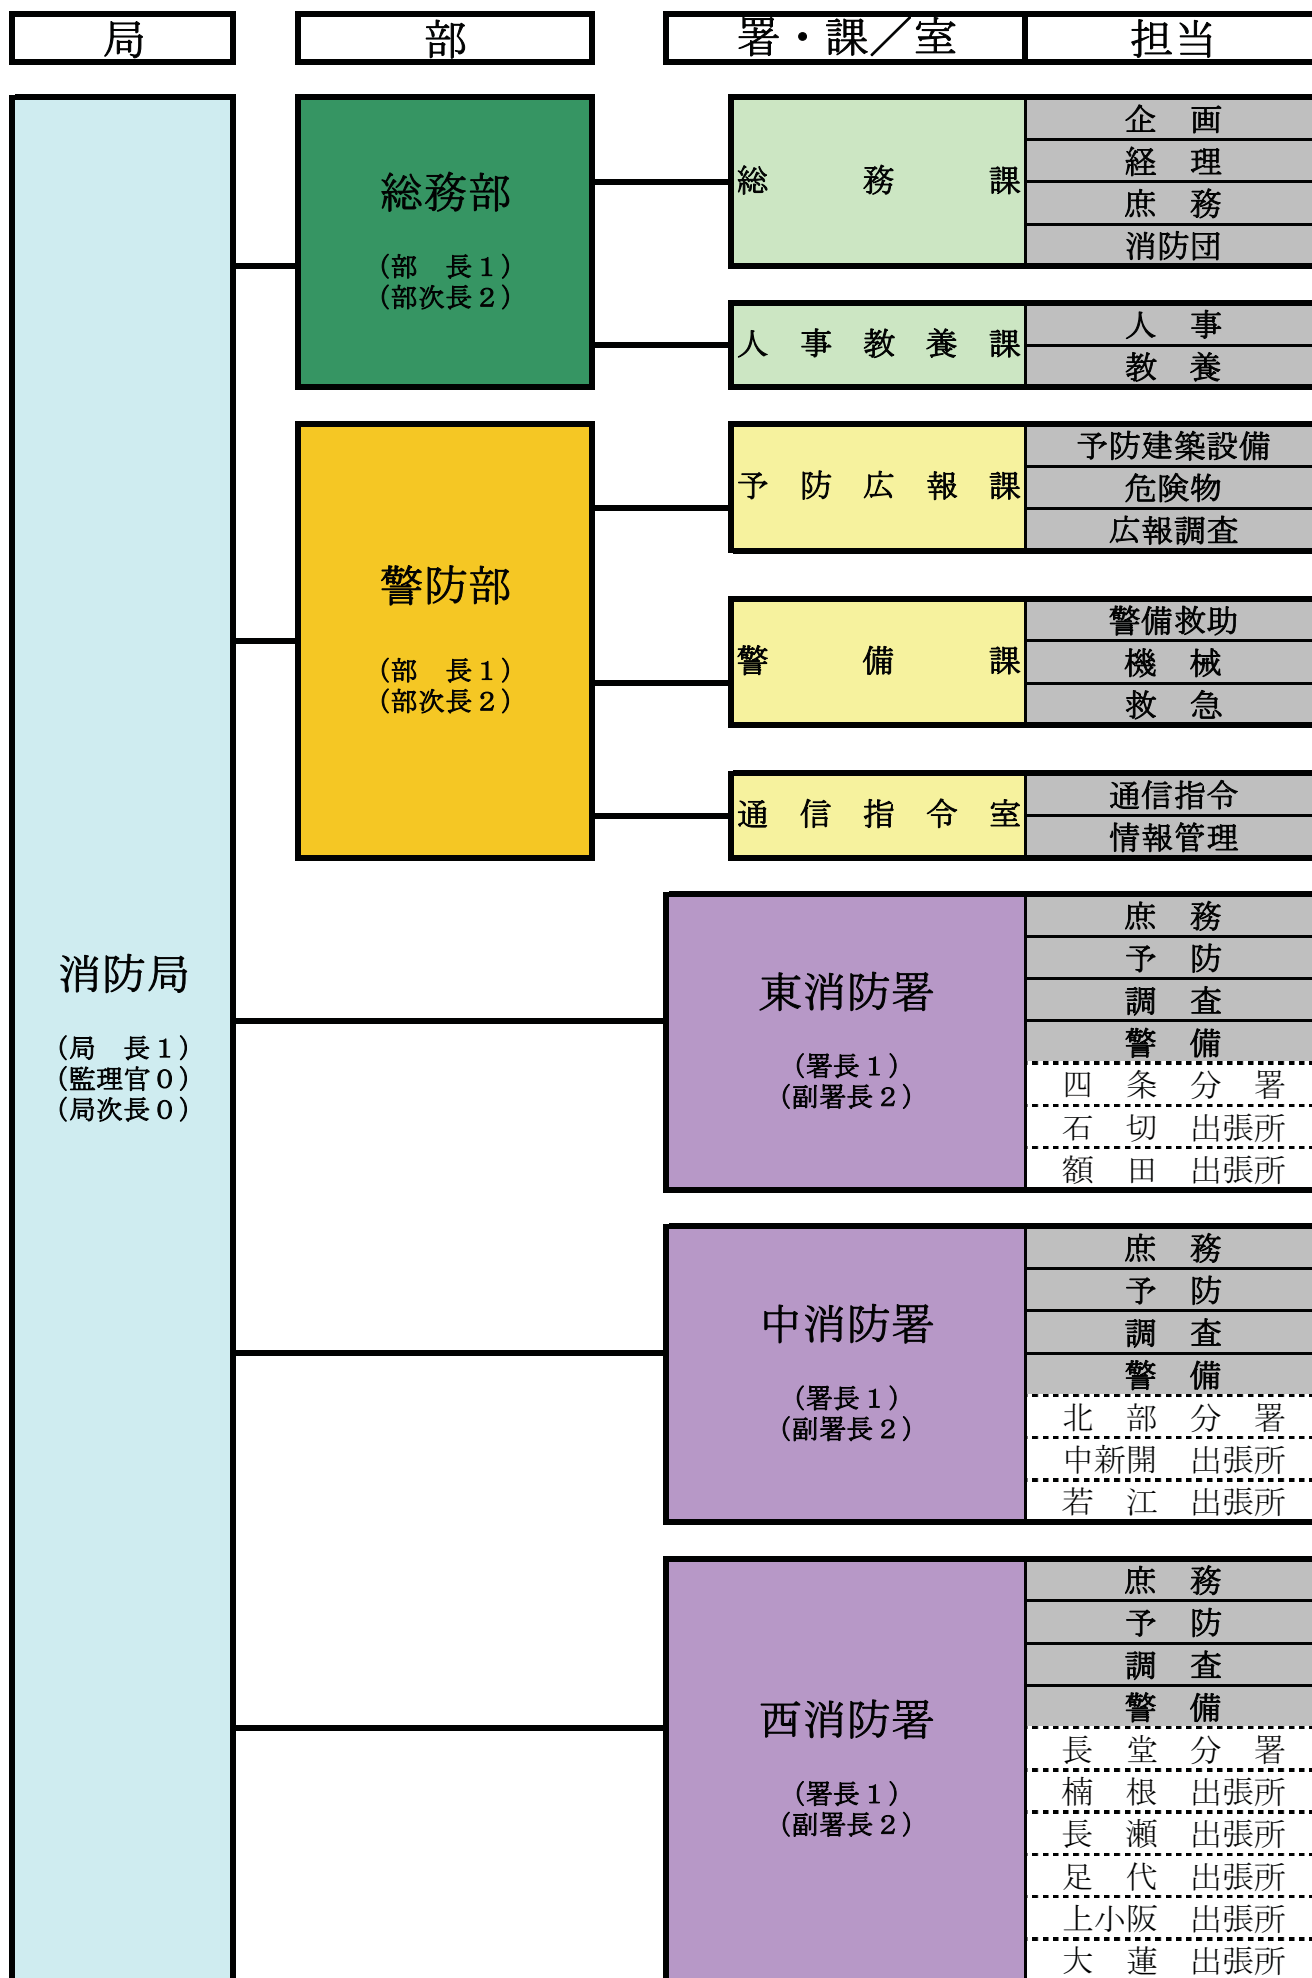 局
部
署・課／室
担当
消防局
（局　長１）
（監理官０）
（局次長０）
総務部
（部　長１）
（部次長２）
総　務　課
企　画
経　理
庶　務
消防団
人 事 教 養 課
人　事
教　養
警防部
（部　長１）
（部次長２）
予 防 広 報 課
予防建築設備
危険物
広報調査
警　備　課
警備救助
機　械
救　急
通 信 指 令 室
通信指令
情報管理
東消防署
（署長１）
（副署長２）
庶　務
予　防
調　査
警　備
四　条　分　署
石　切　出張所
額　田　出張所
中消防署
（署長１）
（副署長２）
庶　務
予　防
調　査
警　備
北　部　分　署
中新開　出張所
若　江　出張所
西消防署
（署長１）
（副署長２）
庶　務
予　防
調　査
警　備
長　堂　分　署
楠　根　出張所
長　瀬　出張所
足　代　出張所
上小阪　出張所
大　蓮　出張所